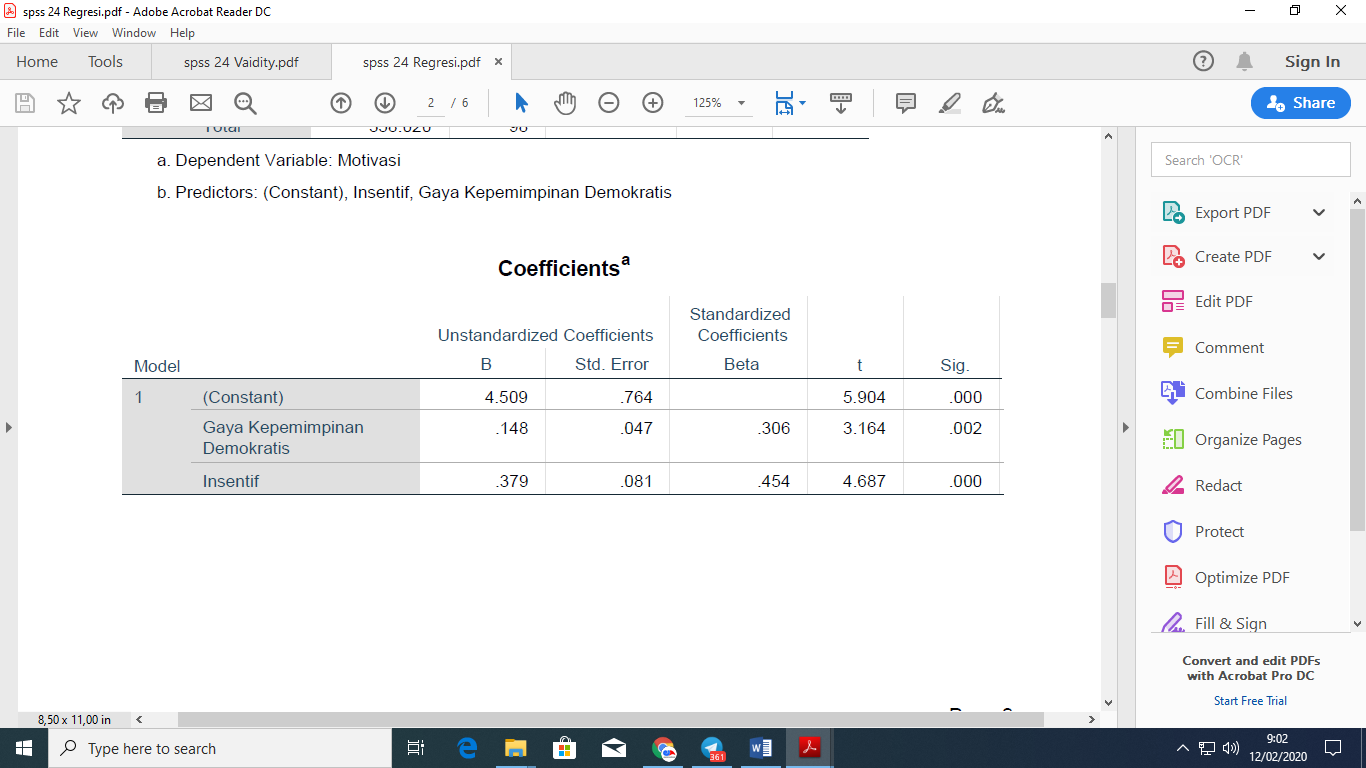 spss 24 Regresi.pdf - Adobe Acrobat Reader DC
File Edit View Window Help
Home Tools spss 24 Vaidity.pdf spss 24 Regresi.pdf × Sign In
2 / 6 125% Share
Total 98
a. Dependent Variable: Motivasi
b. Predictors: (Constant), Insentif, Gaya Kepemimpinan Demokratis
Coefficientsᵃ
Standardized
Unstandardized Coefficients Coefficients
Model B Std. Error Beta t Sig.
1 (Constant) 4.509 .764 5.904 .000
Gaya Kepemimpinan .148 .047 .306 3.164 .002
Demokratis
Insentif .379 .081 .454 4.687 .000
8,50 x 11,00 in
Search 'OCR'
Export PDF
Create PDF
Edit PDF
Comment
Combine Files
Organize Pages
Redact
Protect
Optimize PDF
Fill & Sign
Convert and edit PDFs
with Acrobat Pro DC
Start Free Trial
Type here to search
361
9:02
12/02/2020